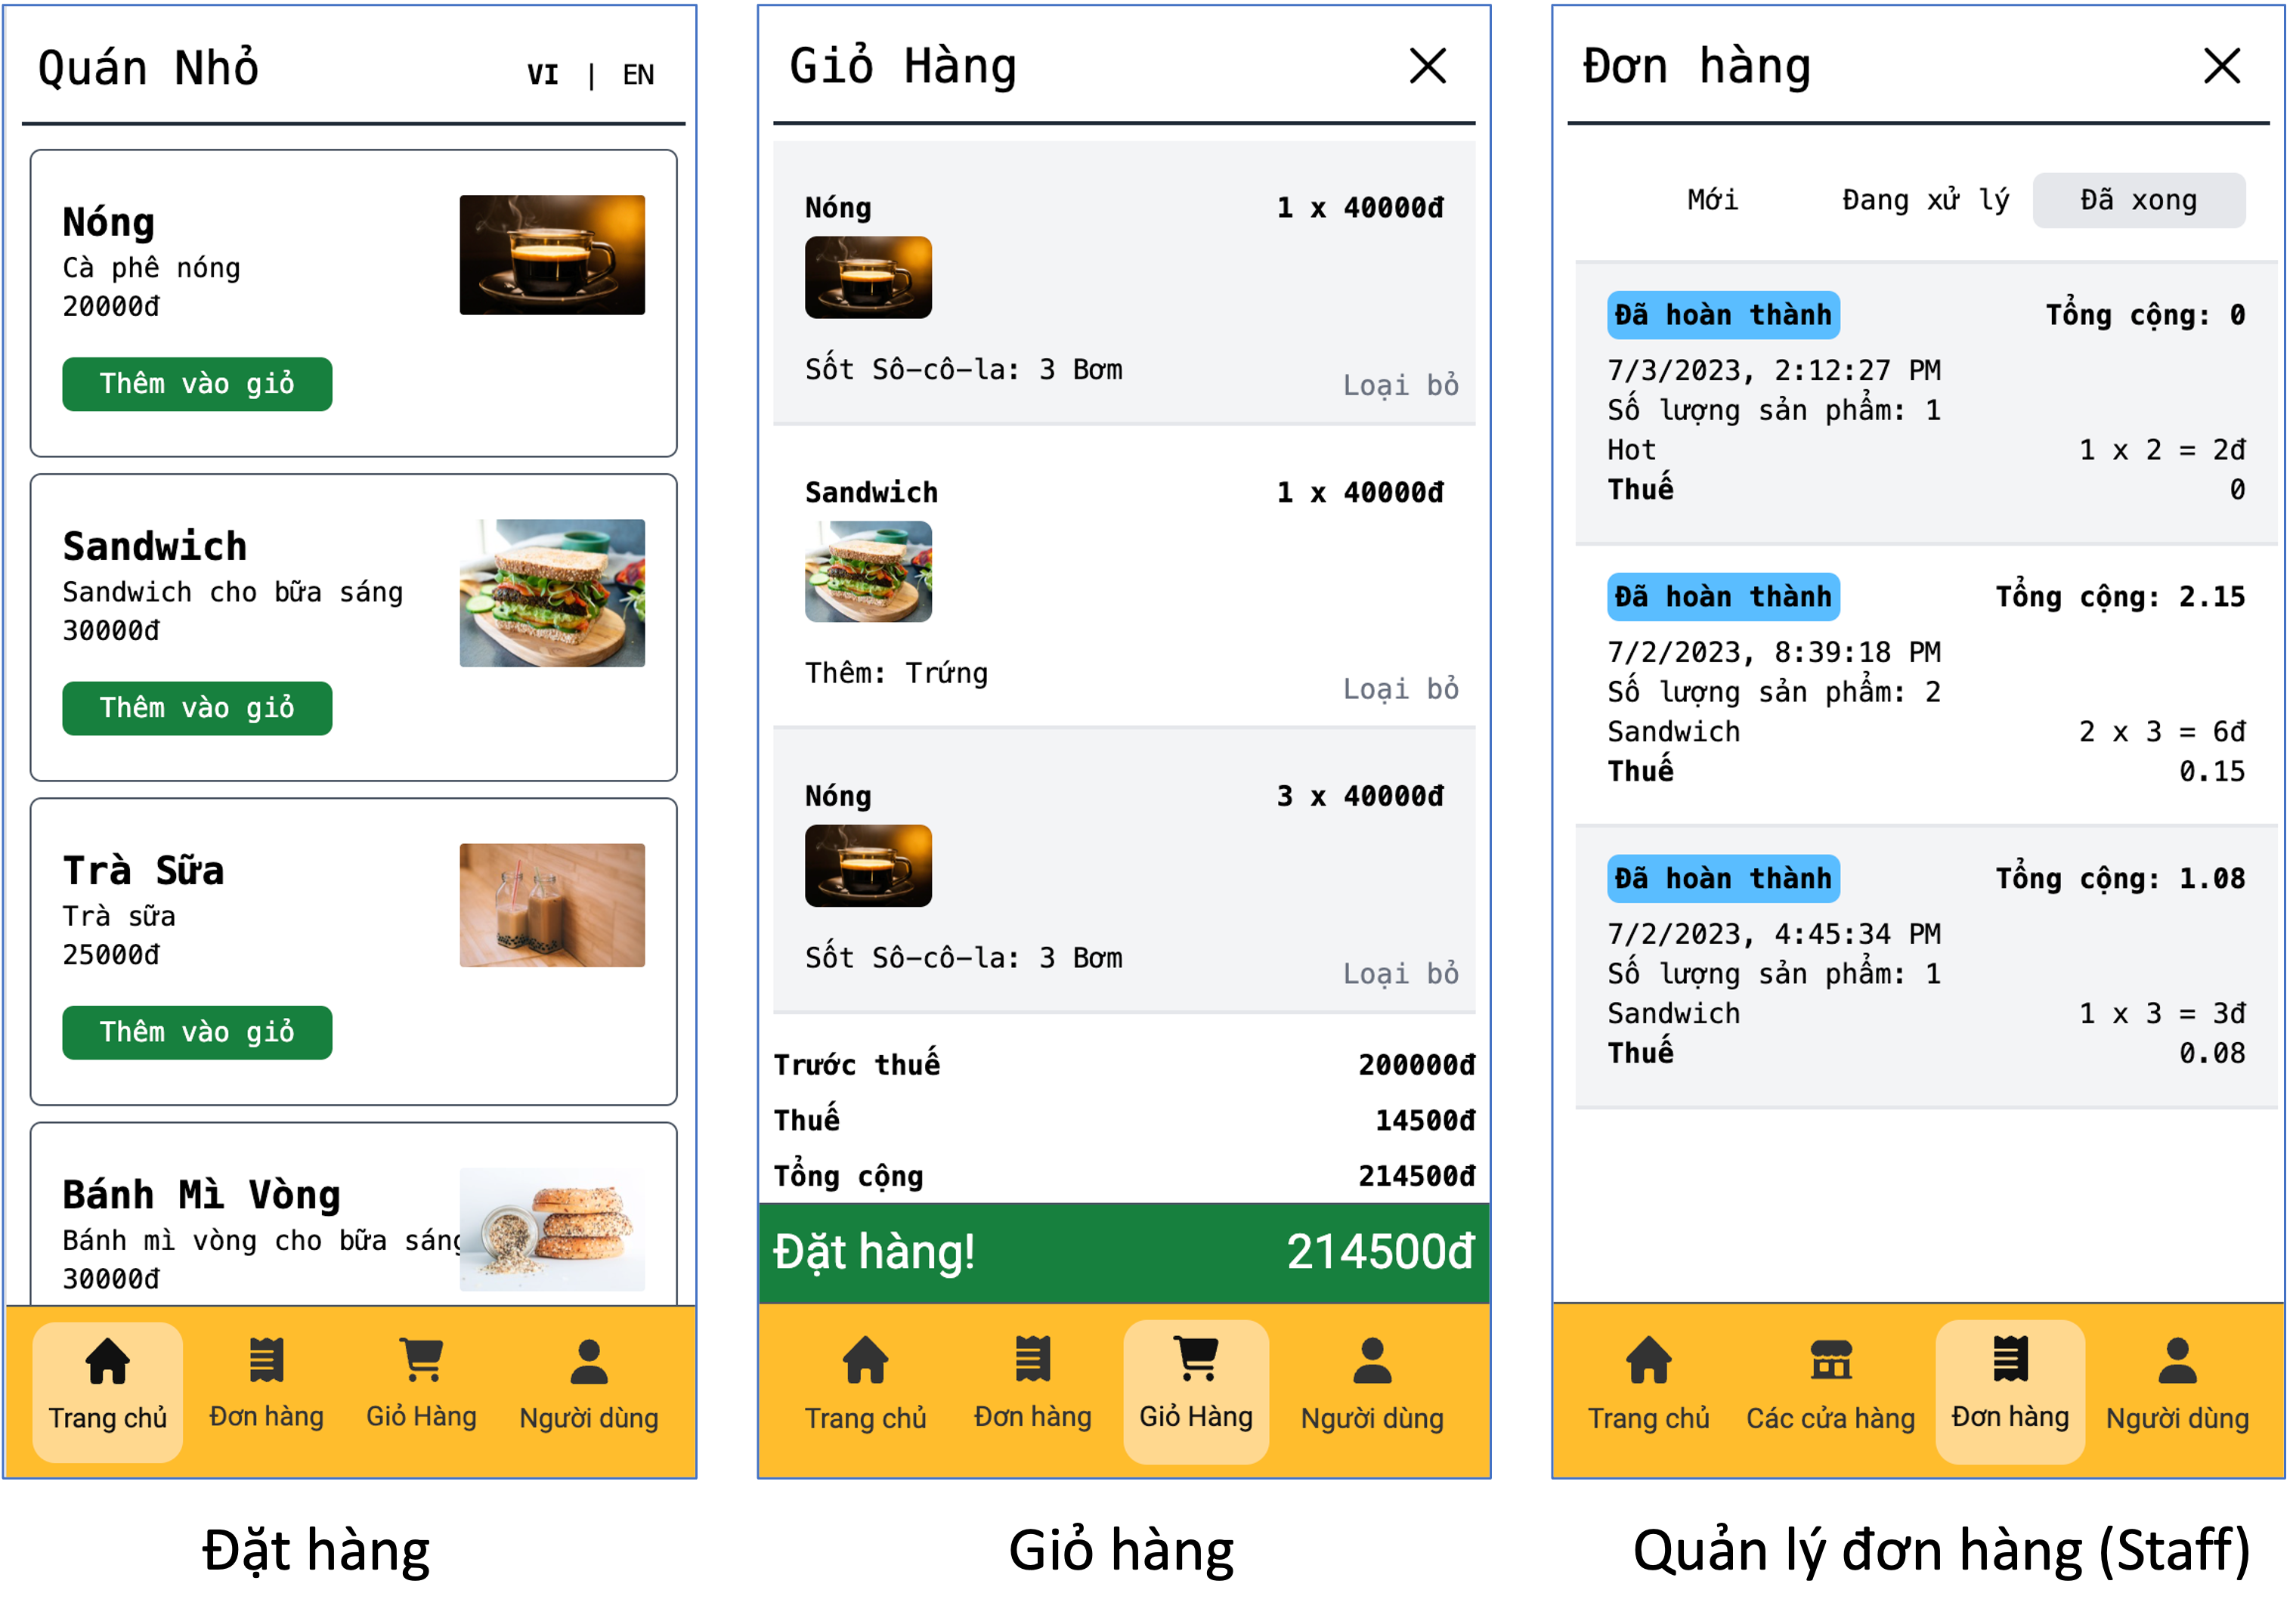 Quán Nhỏ
VI | EN
Nóng
Cà phê nóng
20000đ
Thêm vào giỏ
Sandwich
Sandwich cho bữa sáng
30000đ
Thêm vào giỏ
Trà Sữa
Trà sữa
25000đ
Thêm vào giỏ
Bánh Mì Vòng
Bánh mì vòng cho bữa sáng
30000đ
Trang chủ
Đơn hàng
Giỏ Hàng
Người dùng
Đặt hàng
Giỏ Hàng
Nóng 1 x 40000đ
Sốt Sô-cô-la: 3 Bơm
Loại bỏ
Sandwich 1 x 40000đ
Thêm: Trứng
Loại bỏ
Nóng 3 x 40000đ
Sốt Sô-cô-la: 3 Bơm
Loại bỏ
Trước thuế 200000đ
Thuế 14500đ
Tổng cộng 214500đ
Đặt hàng! 214500đ
Trang chủ
Đơn hàng
Giỏ Hàng
Người dùng
Giỏ hàng
Đơn hàng
Mới Đang xử lý Đã xong
Đã hoàn thành Tổng cộng: 0
7/3/2023, 2:12:27 PM
Số lượng sản phẩm: 1
Hot 1 x 2 = 2đ
Thuế 0
Đã hoàn thành Tổng cộng: 2.15
7/2/2023, 8:39:18 PM
Số lượng sản phẩm: 2
Sandwich 2 x 3 = 6đ
Thuế 0.15
Đã hoàn thành Tổng cộng: 1.08
7/2/2023, 4:45:34 PM
Số lượng sản phẩm: 1
Sandwich 1 x 3 = 3đ
Thuế 0.08
Trang chủ
Các cửa hàng
Đơn hàng
Người dùng
Quản lý đơn hàng (Staff)